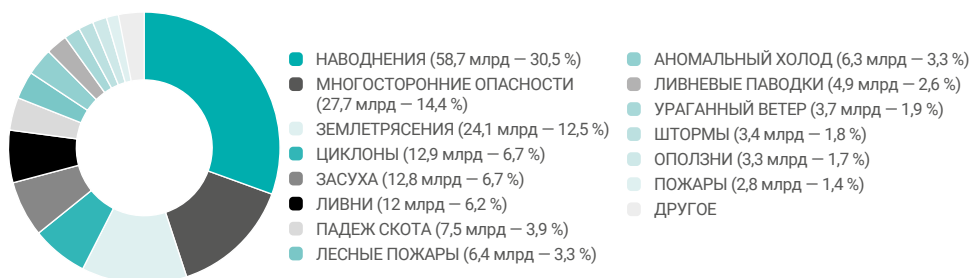 НАВОДНЕНИЯ (58,7 млрд — 30,5 %)
МНОГОСТОРОННИЕ ОПАСНОСТИ
(27,7 млрд — 14,4 %)
ЗЕМЛЕТРЯСЕНИЯ (24,1 млрд — 12,5 %)
ЦИКЛОНЫ (12,9 млрд — 6,7 %)
ЗАСУХА (12,8 млрд — 6,7 %)
ЛИВНИ (12 млрд — 6,2 %)
ПАДЕЖ СКОТА (7,5 млрд — 3,9 %)
ЛЕСНЫЕ ПОЖАРЫ (6,4 млрд — 3,3 %)
АНОМАЛЬНЫЙ ХОЛОД (6,3 млрд — 3,3 %)
ЛИВНЕВЫЕ ПАВОДКИ (4,9 млрд — 2,6 %)
УРАГАННЫЙ ВЕТЕР (3,7 млрд — 1,9 %)
ШТОРМЫ (3,4 млрд — 1,8 %)
ОПОЛЗНИ (3,3 млрд — 1,7 %)
ПОЖАРЫ (2,8 млрд — 1,4 %)
ДРУГОЕ